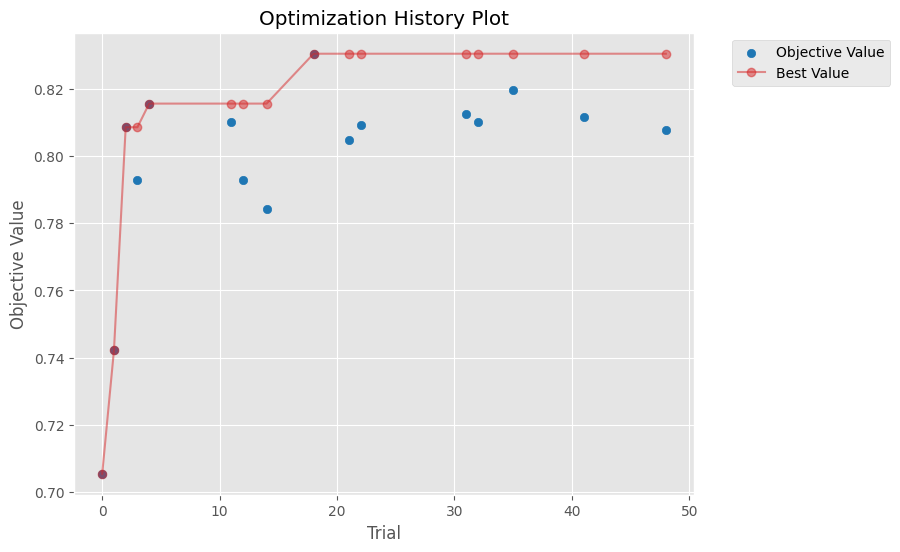 Optimization History Plot
Objective Value
Best Value
Objective Value
0.82
0.80
0.78
0.76
0.74
0.72
0.70
0 10 20 30 40 50
Trial